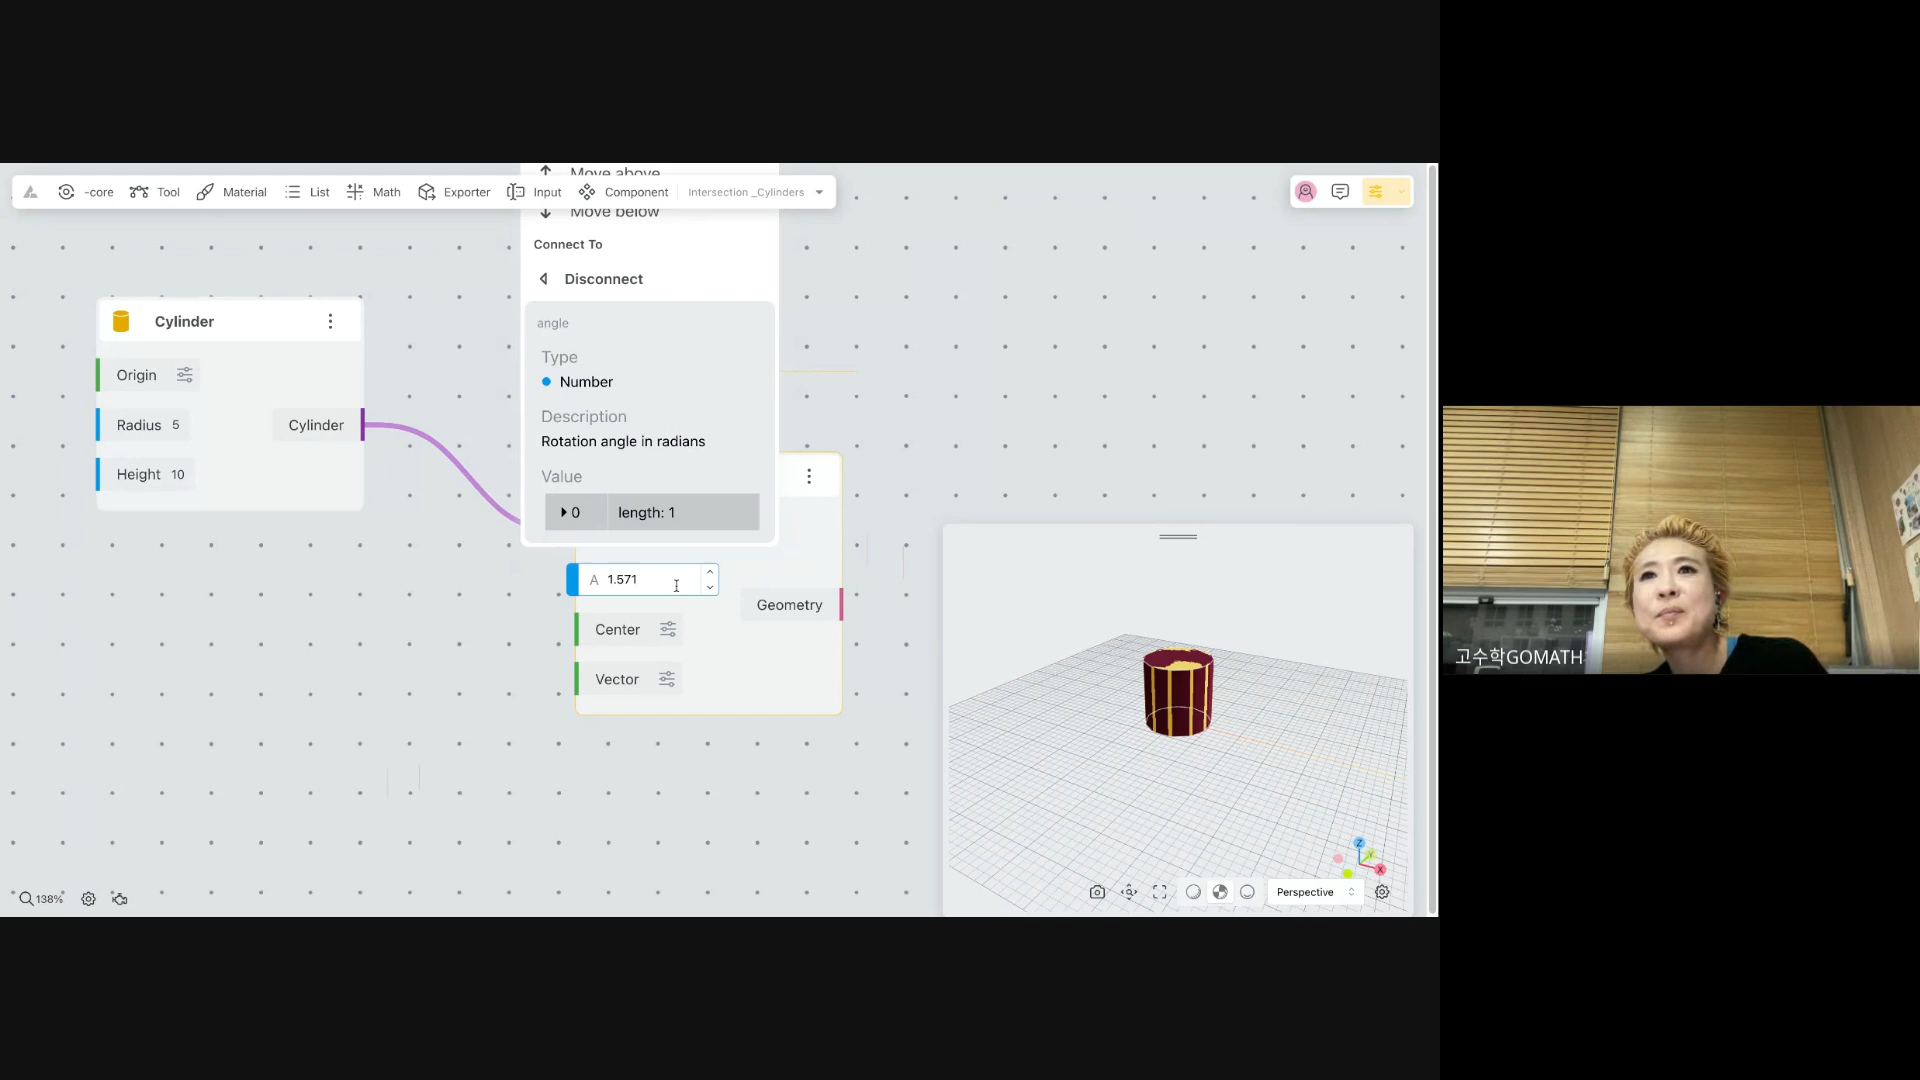 Move above
-core
Tool
Material
List
Math
Exporter
Input
Component
Intersection _Cylinders
Move below
Connect To
Disconnect
Cylinder
angle
Type
Number
Origin
Description
Radius 5
Cylinder
Rotation angle in radians
Height 10
Value
0
length: 1
A 1.571
Geometry
Center
Vector
고수학GOMATH
Z
Y
X
138%
Perspective